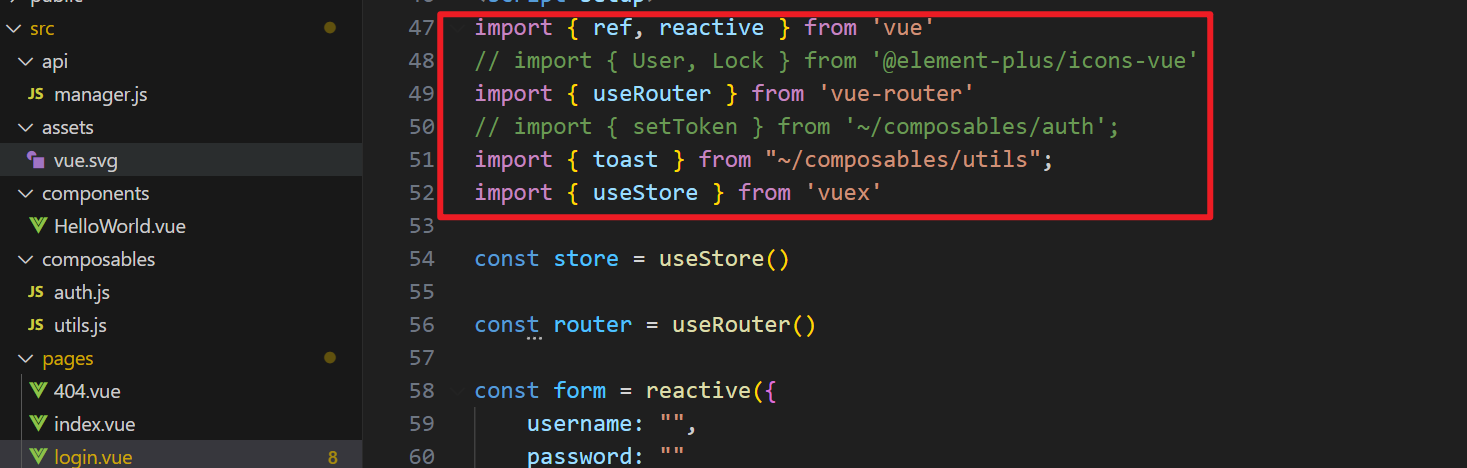 public
src
api
JS manager.js
assets
vue.svg
components
HelloWorld.vue
composables
JS auth.js
JS utils.js
pages
404.vue
index.vue
login.vue 8
46 <script setup>
47 import { ref, reactive } from 'vue'
48 // import { User, Lock } from '@element-plus/icons-vue'
49 import { useRouter } from 'vue-router'
50 // import { setToken } from '~/composables/auth';
51 import { toast } from "~/composables/utils";
52 import { useStore } from 'vuex'
53
54 const store = useStore()
55
56 const router = useRouter()
57
58 const form = reactive({
59 username: "",
60 password: ""